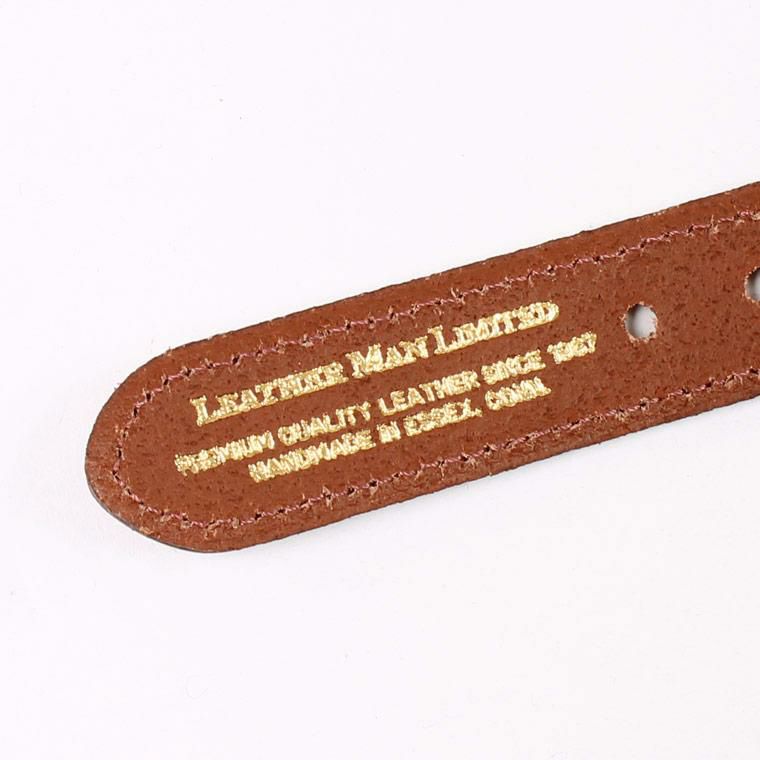 LEATHER MAN LIMITED
PREMIUM QUALITY LEATHER SINCE 1967
HANDMADE IN ESSEX, CONN.